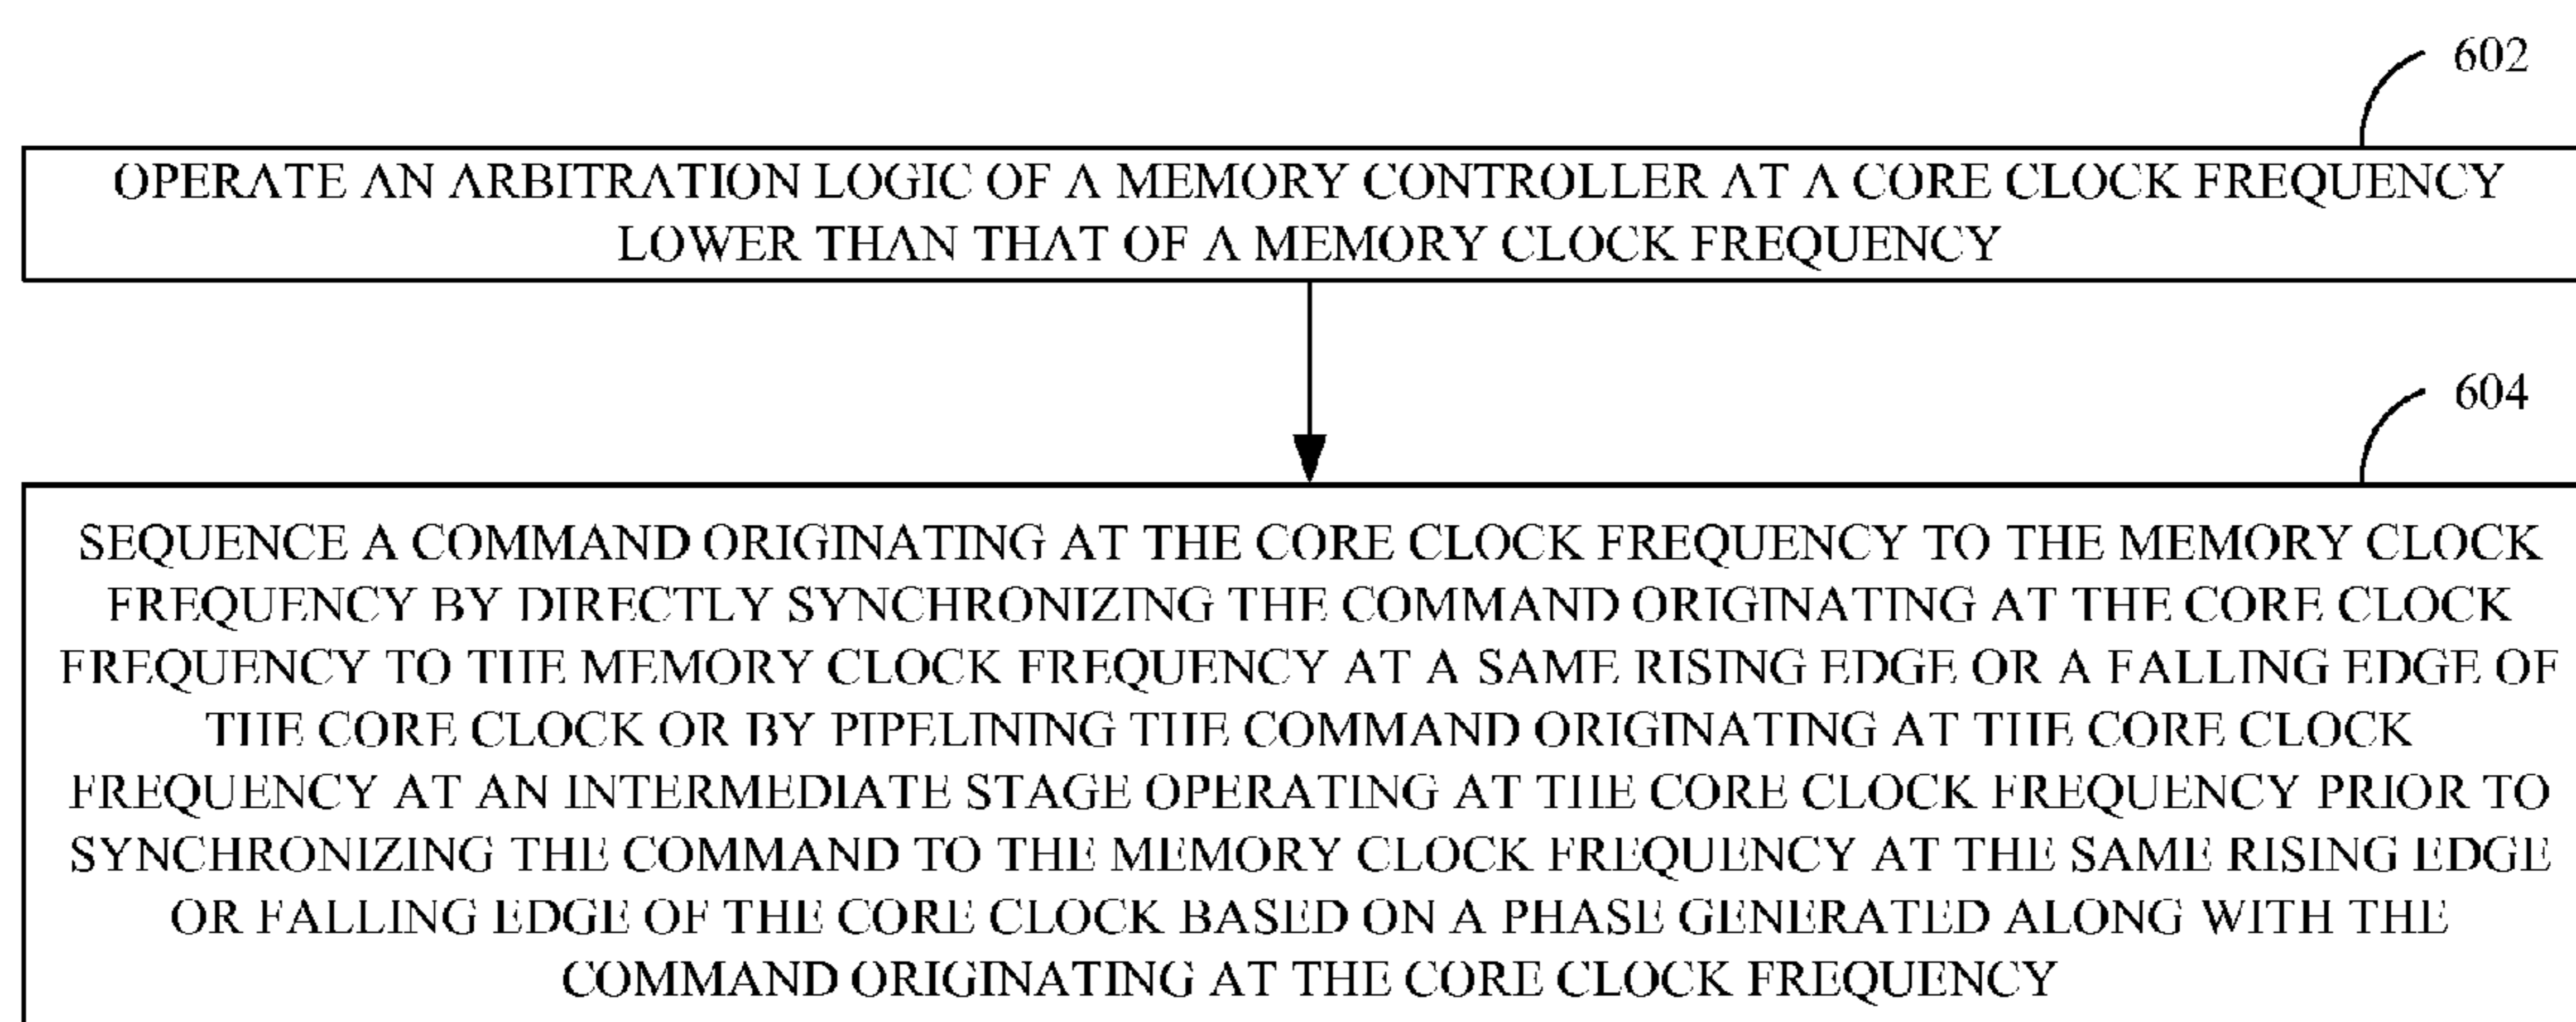 602
OPERATE AN ARBITRATION LOGIC OF A MEMORY CONTROLLER AT A CORE CLOCK FREQUENCY
LOWER THAN THAT OF A MEMORY CLOCK FREQUENCY
604
SEQUENCE A COMMAND ORIGINATING AT THE CORE CLOCK FREQUENCY TO THE MEMORY CLOCK
FREQUENCY BY DIRECTLY SYNCHRONIZING THE COMMAND ORIGINATING AT THE CORE CLOCK
FREQUENCY TO THE MEMORY CLOCK FREQUENCY AT A SAME RISING EDGE OR A FALLING EDGE OF
THE CORE CLOCK OR BY PIPELINING THE COMMAND ORIGINATING AT THE CORE CLOCK
FREQUENCY AT AN INTERMEDIATE STAGE OPERATING AT THE CORE CLOCK FREQUENCY PRIOR TO
SYNCHRONIZING THE COMMAND TO THE MEMORY CLOCK FREQUENCY AT THE SAME RISING EDGE
OR FALLING EDGE OF THE CORE CLOCK BASED ON A PHASE GENERATED ALONG WITH THE
COMMAND ORIGINATING AT THE CORE CLOCK FREQUENCY